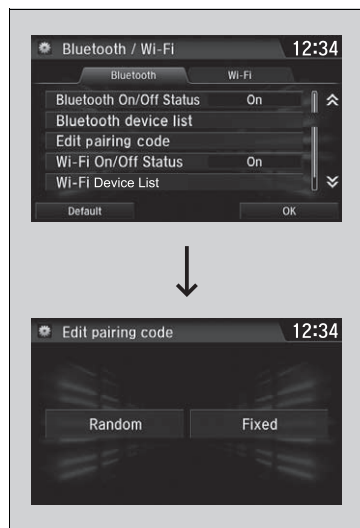 Bluetooth / Wi-Fi 12:34
Bluetooth Wi-Fi
Bluetooth On/Off Status On
Bluetooth device list
Edit pairing code
Wi-Fi On/Off Status On
Wi-Fi Device List
Default OK
Edit pairing code 12:34
Random Fixed